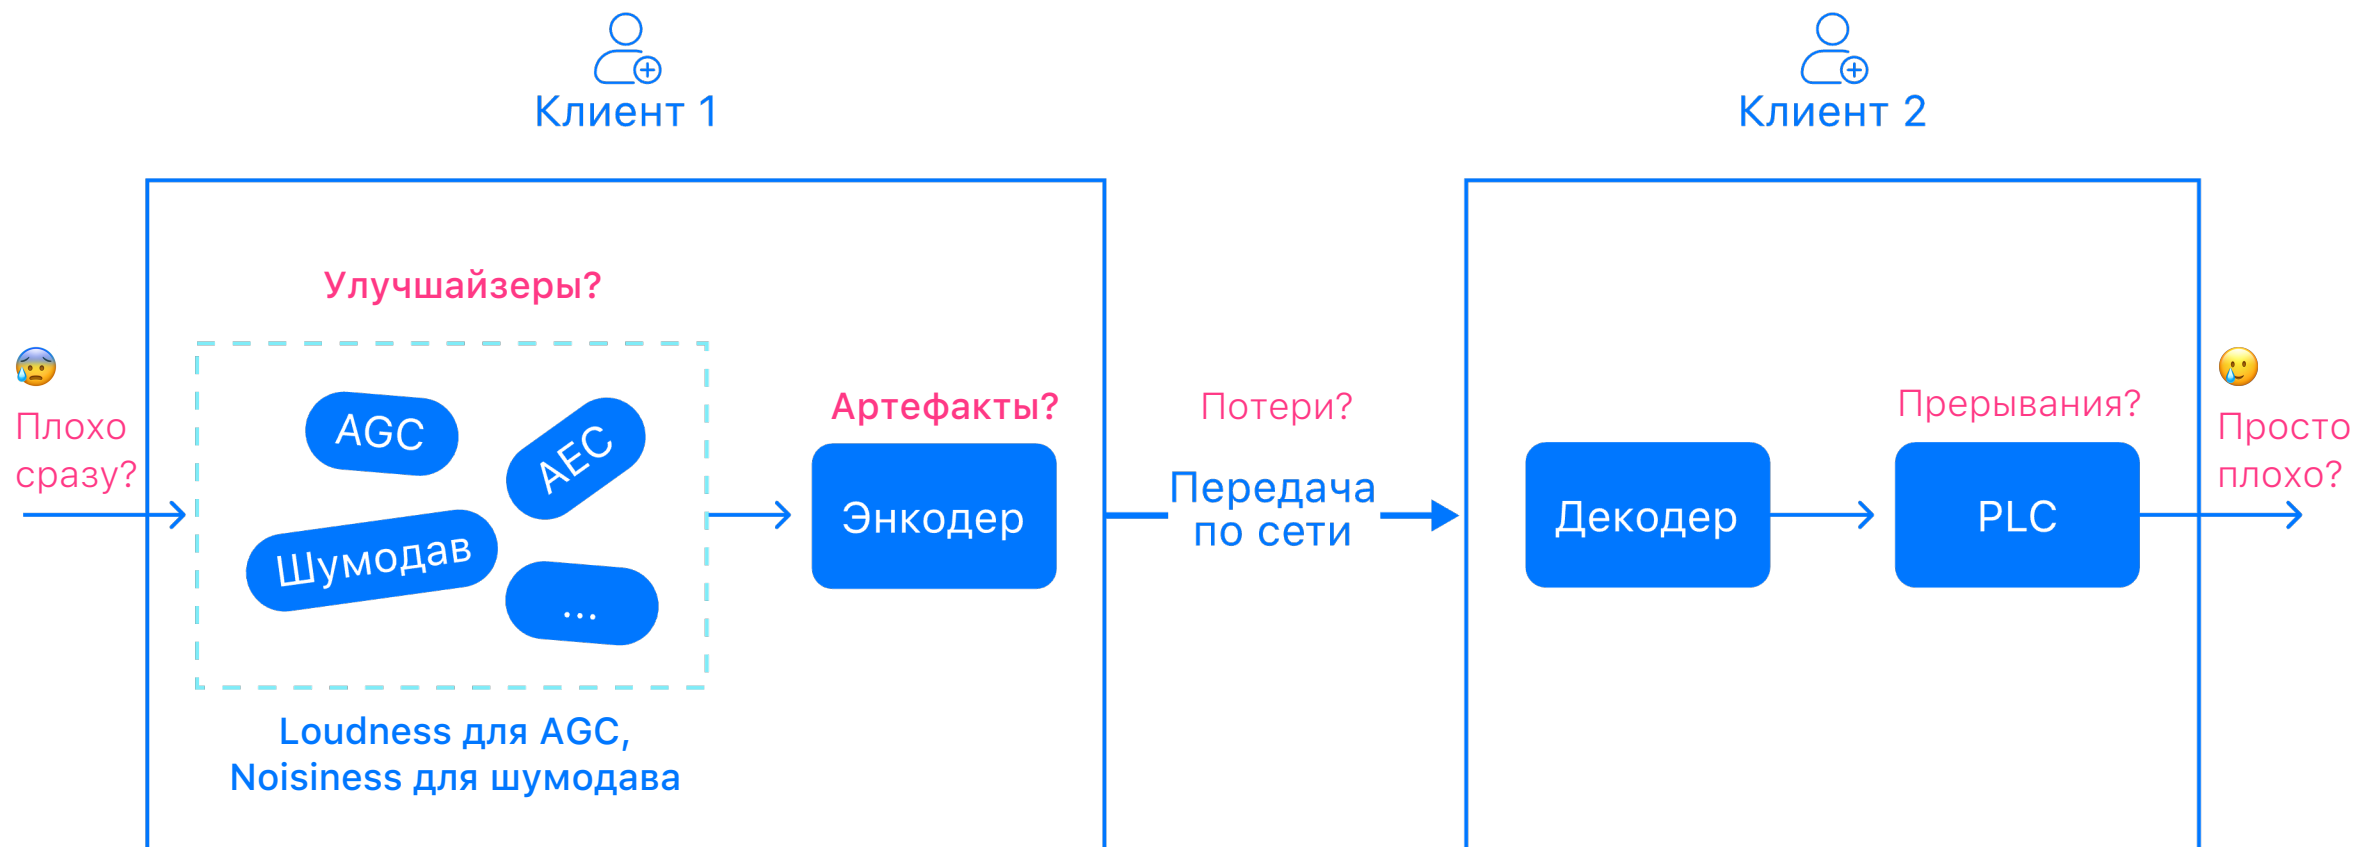 Клиент 1
Клиент 2
Улучшайзеры?
Плохо
сразу?
AGC
AEC
Шумодав
...
Loudness для AGC,
Noisiness для шумодава
Артефакты?
Энкодер
Потери?
Передача
по сети
Декодер
Прерывания?
PLC
Просто
плохо?